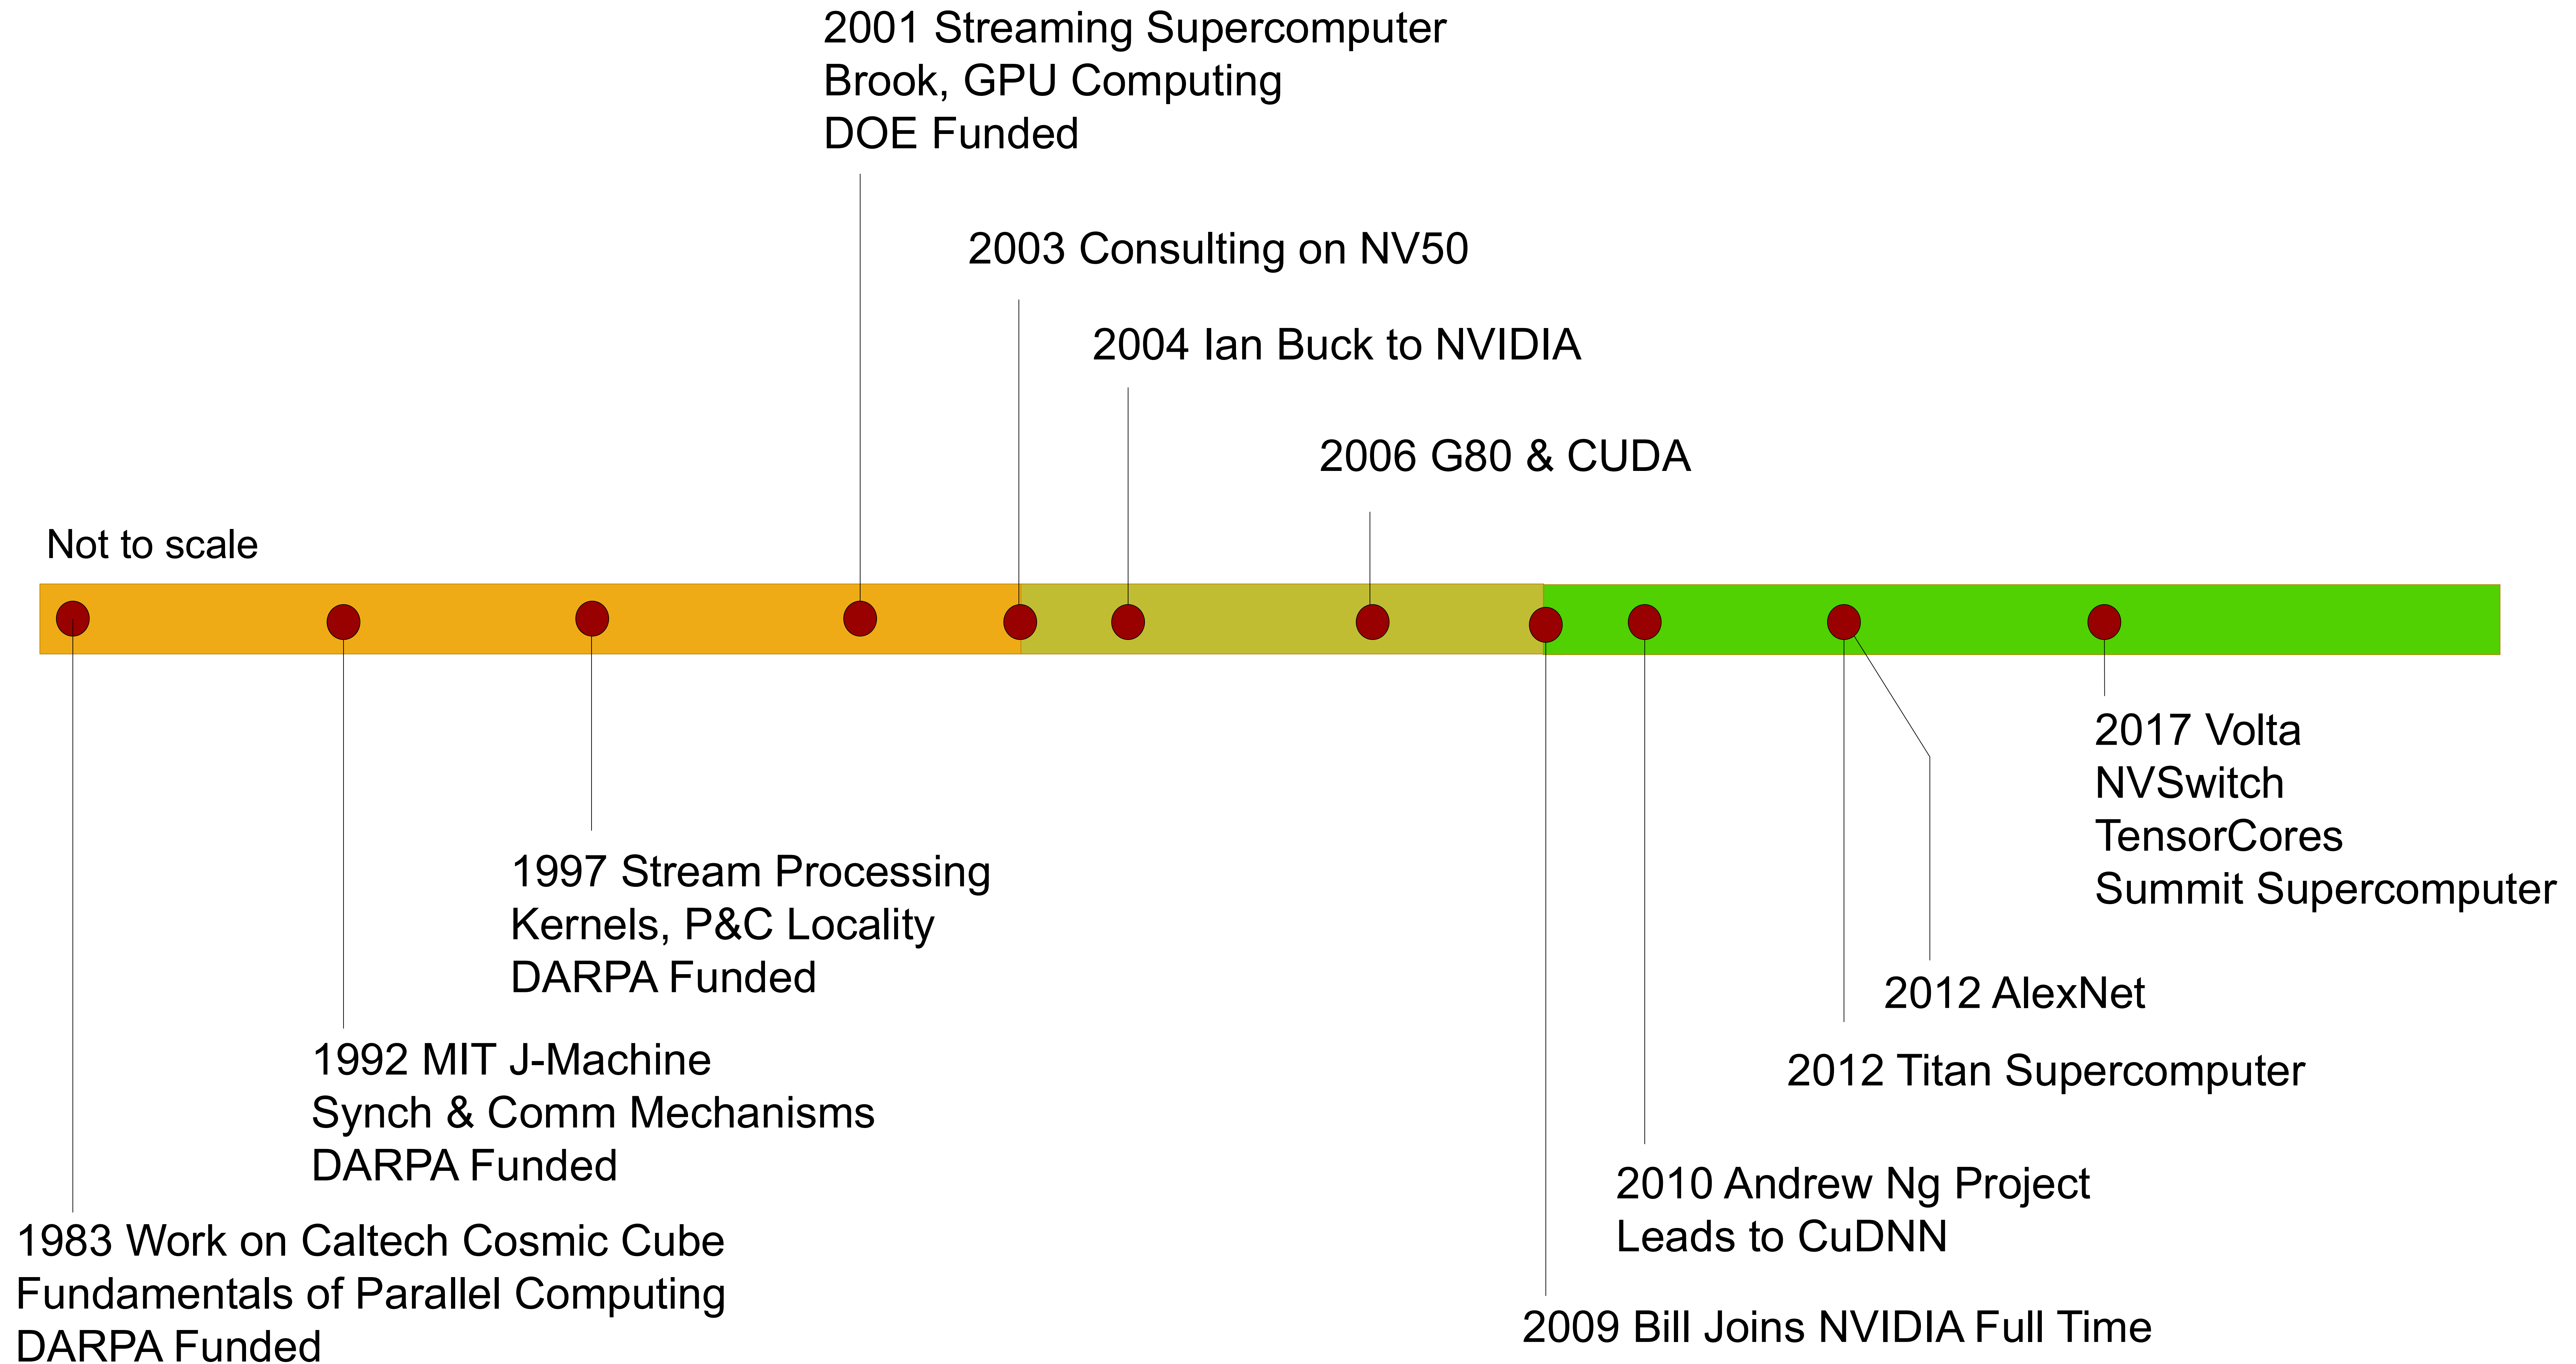 2001 Streaming Supercomputer
Brook, GPU Computing
DOE Funded
2003 Consulting on NV50
2004 Ian Buck to NVIDIA
2006 G80 & CUDA
Not to scale
2017 Volta
NVSwitch
TensorCores
Summit Supercomputer
1997 Stream Processing
Kernels, P&C Locality
DARPA Funded
2012 AlexNet
2012 Titan Supercomputer
1992 MIT J-Machine
Synch & Comm Mechanisms
DARPA Funded
2010 Andrew Ng Project
Leads to CuDNN
1983 Work on Caltech Cosmic Cube
Fundamentals of Parallel Computing
DARPA Funded
2009 Bill Joins NVIDIA Full Time